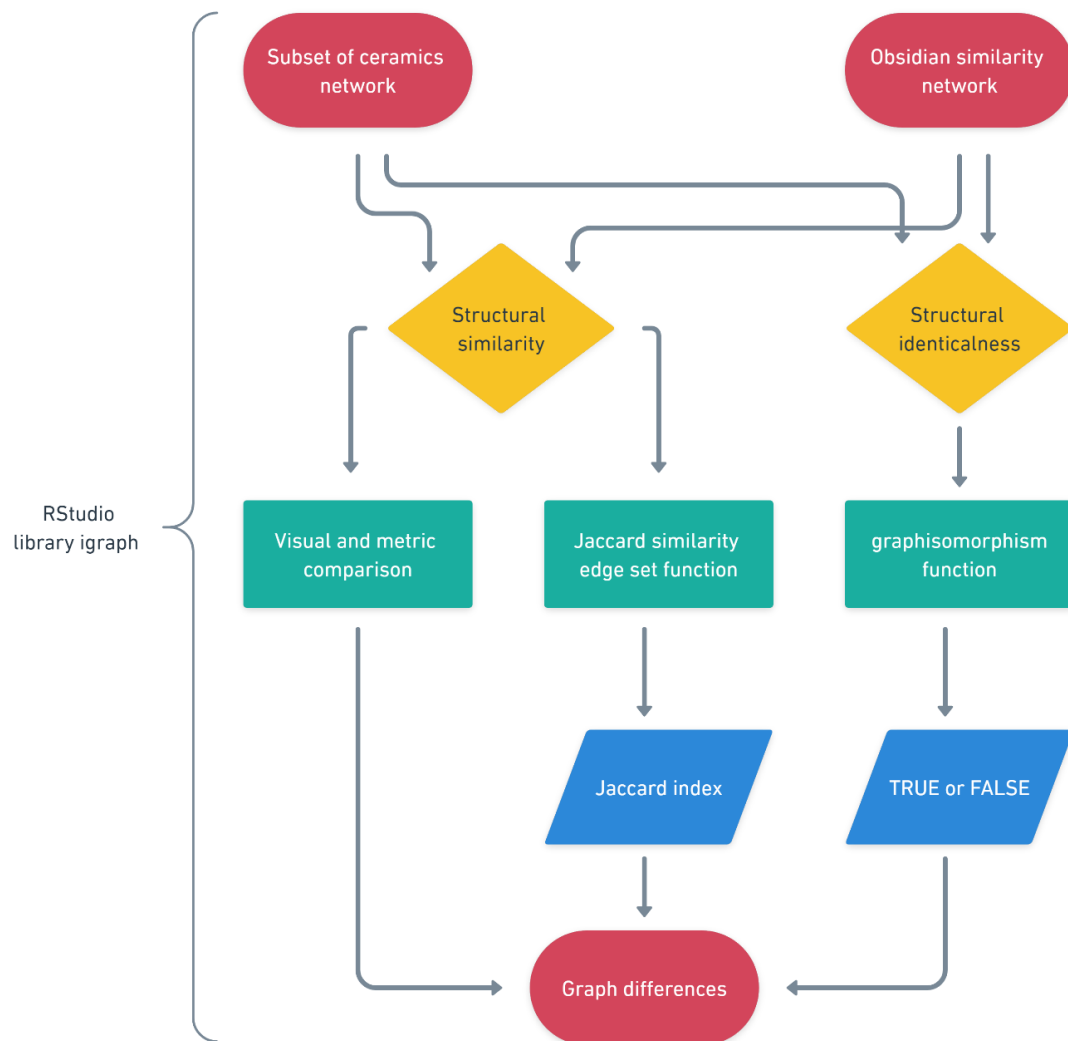 Subset of ceramics
network
Obsidian similarity
network
Structural
similarity
Structural
identicalness
RStudio
library igraph
Visual and metric
comparison
Jaccard similarity
edge set function
graphisomorphism
function
Jaccard index
TRUE or FALSE
Graph differences